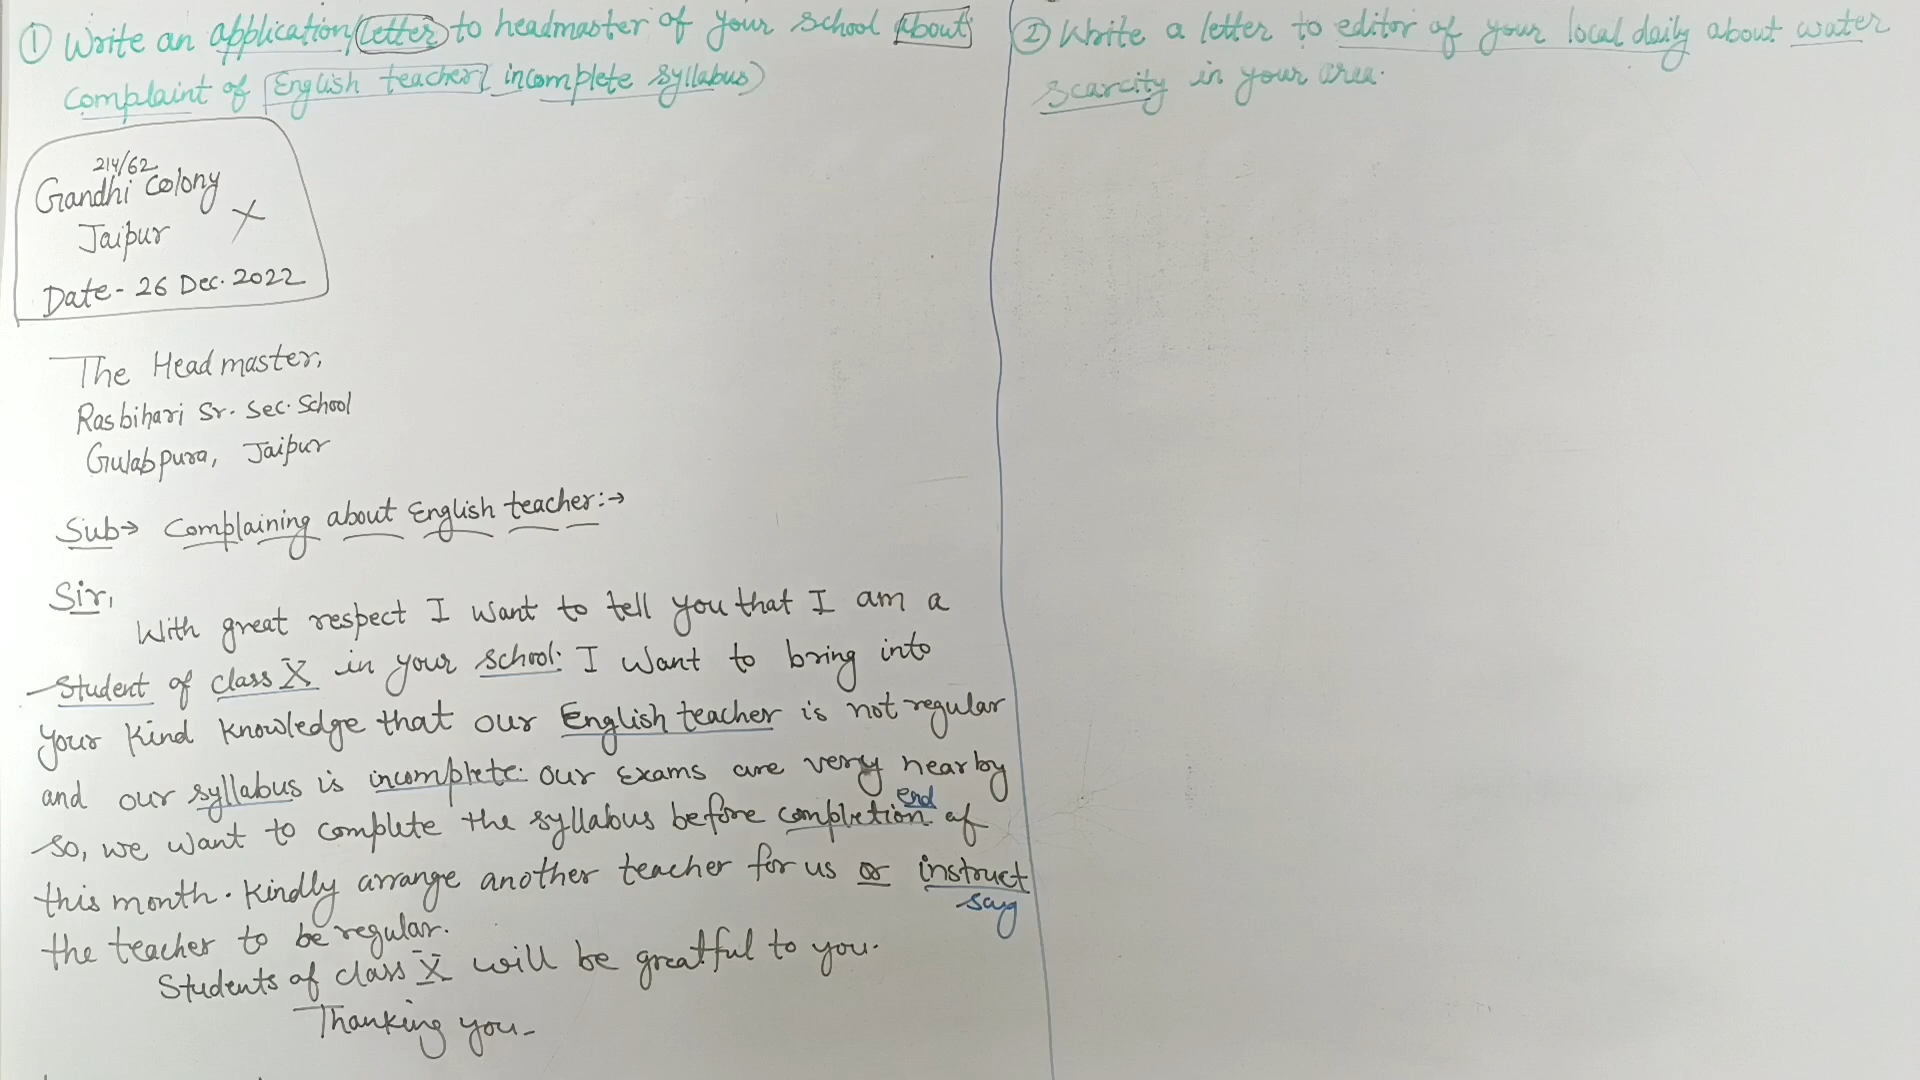 ① Write an application/letter to headmaster of your school about
complaint of English teacher( incomplete syllabus)
214/62
Gandhi colony
Jaipur
X
Date - 26 Dec. 2022
The Headmaster,
Rasbihari Sr. Sec. School
Gulabpura, Jaipur
Sub→ Complaining about English teacher:→
Sir,
With great respect I want to tell you that I am a
student of class X in your school. I want to bring into
your kind knowledge that our English teacher is not regular
and our syllabus is incomplete. our exams are very nearby
end
so, we want to complete the syllabus before completion of
this month. Kindly arrange another teacher for us or instruct
say
the teacher to be regular.
Students of class X will be greatful to you.
Thanking you-
② Write a letter to editor of your local daily about water
scarcity in your area.